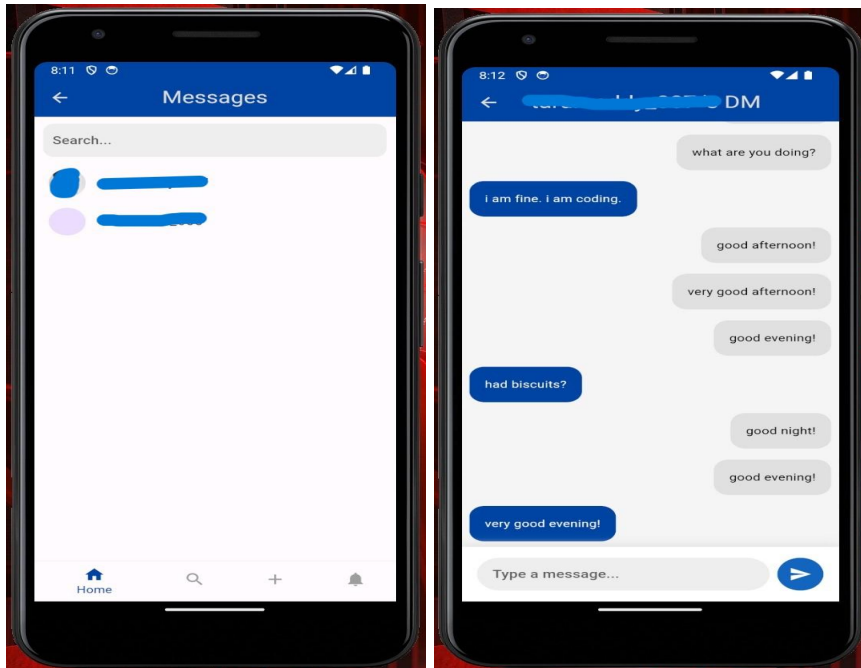 8:11
Messages
Search...
Home
8:12
DM
what are you doing?
i am fine. i am coding.
good afternoon!
very good afternoon!
good evening!
had biscuits?
good night!
good evening!
very good evening!
Type a message...